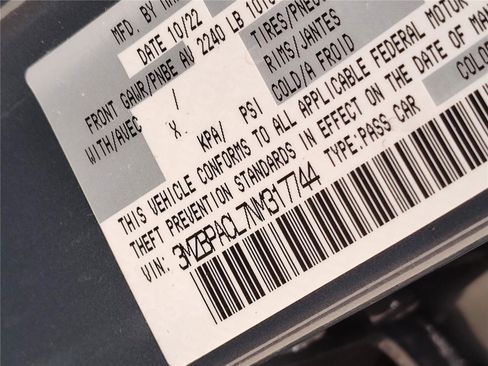 MFD. BY
DATE 10/22
FRONT GAWR/PNBE AV 2240 LB
WITH/AVEC
TIRES/PNEU
/
RIMS/JANTES
X.
COLD/A FROID
KPA/ PSI
THIS VEHICLE CONFORMS TO ALL APPLICABLE FEDERAL MOTOR
THEFT PREVENTION STANDARDS IN EFFECT ON THE DATE OF MA
VIN: 3MZBPACL7NM317744 TYPE:PASS CAR
COLO